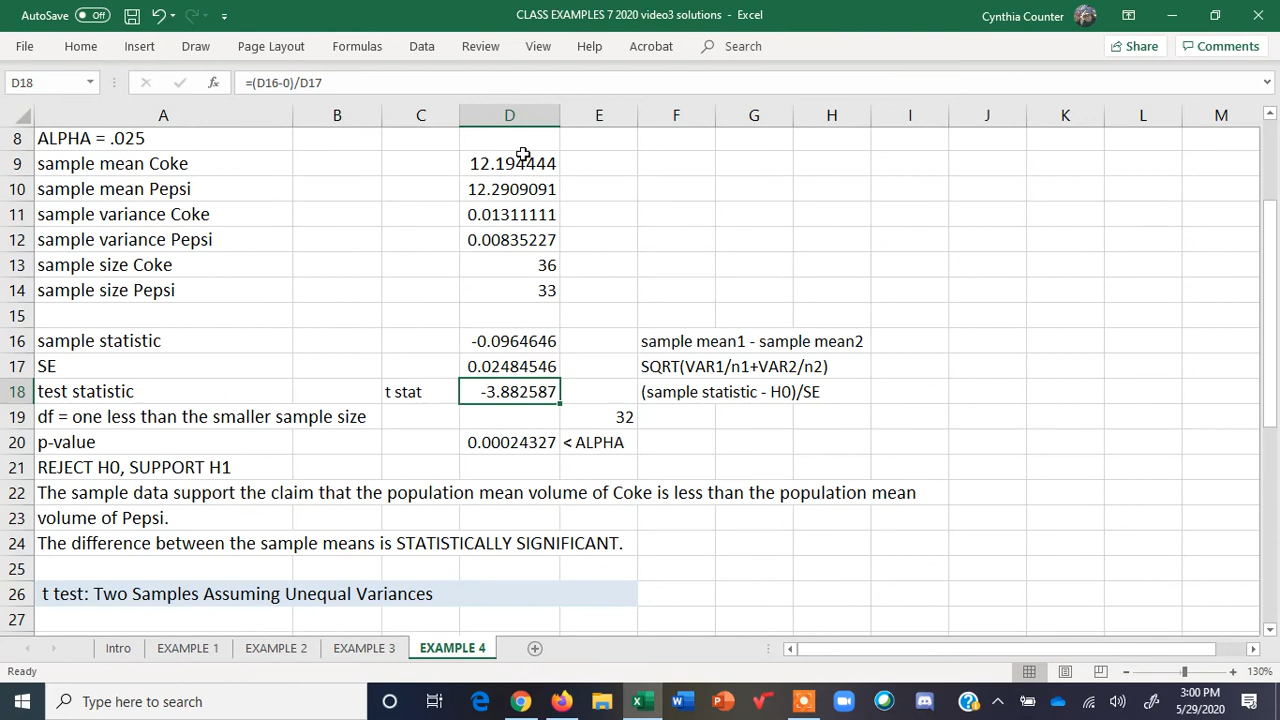 AutoSave Off CLASS EXAMPLES 7 2020 video3 solutions - Excel Cynthia Counter
File Home Insert Draw Page Layout Formulas Data Review View Help Acrobat Search Share Comments
D18 fx =(D16-0)/D17
A B C D E F G H I J K L M
8 ALPHA = .025
9 sample mean Coke 12.194444
10 sample mean Pepsi 12.2909091
11 sample variance Coke 0.01311111
12 sample variance Pepsi 0.00835227
13 sample size Coke 36
14 sample size Pepsi 33
15
16 sample statistic -0.0964646 sample mean1 - sample mean2
17 SE 0.02484546 SQRT(VAR1/n1+VAR2/n2)
18 test statistic t stat -3.882587 (sample statistic - H0)/SE
19 df = one less than the smaller sample size 32
20 p-value 0.00024327 < ALPHA
21 REJECT H0, SUPPORT H1
22 The sample data support the claim that the population mean volume of Coke is less than the population mean
23 volume of Pepsi.
24 The difference between the sample means is STATISTICALLY SIGNIFICANT.
25
26 t test: Two Samples Assuming Unequal Variances
27
Intro EXAMPLE 1 EXAMPLE 2 EXAMPLE 3 EXAMPLE 4
Ready 130%
Type here to search 3:00 PM
5/29/2020